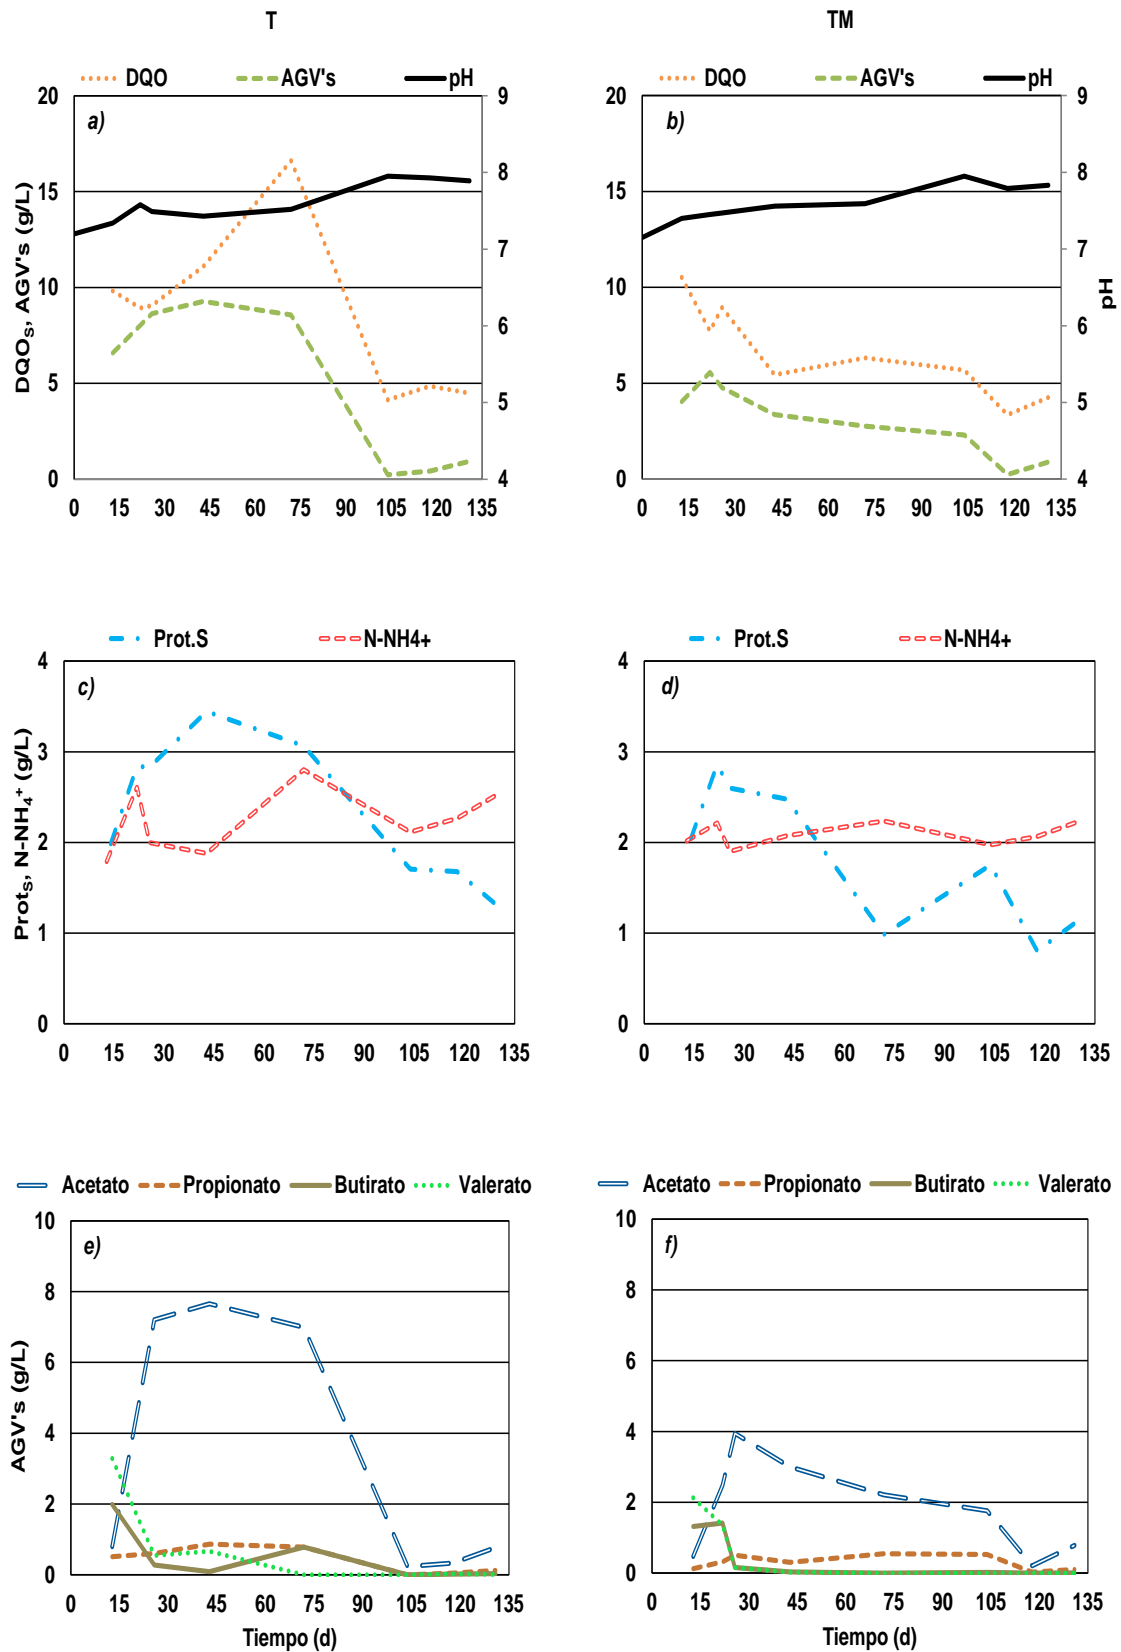 T
TM
DQO AGV's pH
DQO AGV's pH
20
15
10
5
0
9
8
7
6
5
4
a)
DQOS, AGV's (g/L)
0 15 30 45 60 75 90 105 120 135
20
15
10
5
0
9
8
7
6
5
4
b)
pH
0 15 30 45 60 75 90 105 120 135
Prot.S N-NH4+
Prot.S N-NH4+
4
3
2
1
0
c)
ProtS, N-NH4+ (g/L)
0 15 30 45 60 75 90 105 120 135
4
3
2
1
0
d)
0 15 30 45 60 75 90 105 120 135
Acetato Propionato Butirato Valerato
Acetato Propionato Butirato Valerato
10
8
6
4
2
0
e)
AGV's (g/L)
0 15 30 45 60 75 90 105 120 135
Tiempo (d)
10
8
6
4
2
0
f)
0 15 30 45 60 75 90 105 120 135
Tiempo (d)